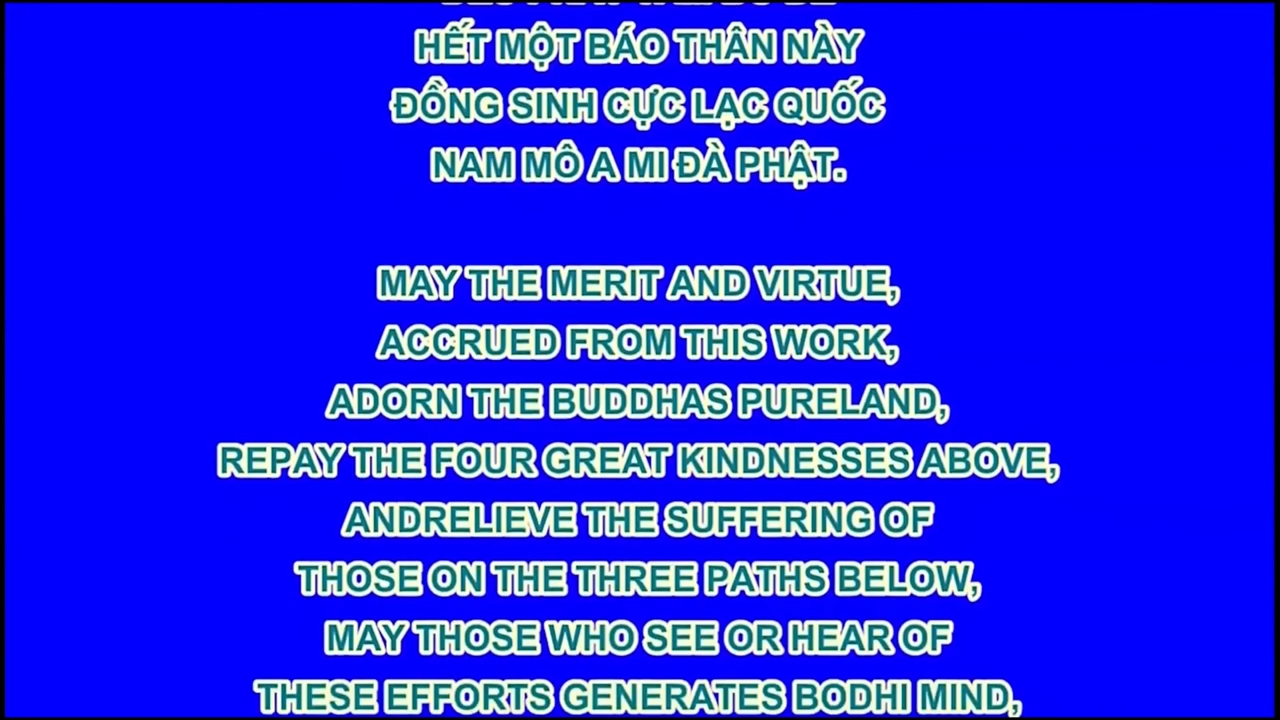 HẾT MỘT BÁO THÂN NÀY
ĐỒNG SINH CỰC LẠC QUỐC
NAM MÔ A MI ĐÀ PHẬT.
MAY THE MERIT AND VIRTUE,
ACCRUED FROM THIS WORK,
ADORN THE BUDDHAS PURELAND,
REPAY THE FOUR GREAT KINDNESSES ABOVE,
ANDRELIEVE THE SUFFERING OF
THOSE ON THE THREE PATHS BELOW,
MAY THOSE WHO SEE OR HEAR OF
THESE EFFORTS GENERATES BODHI MIND,